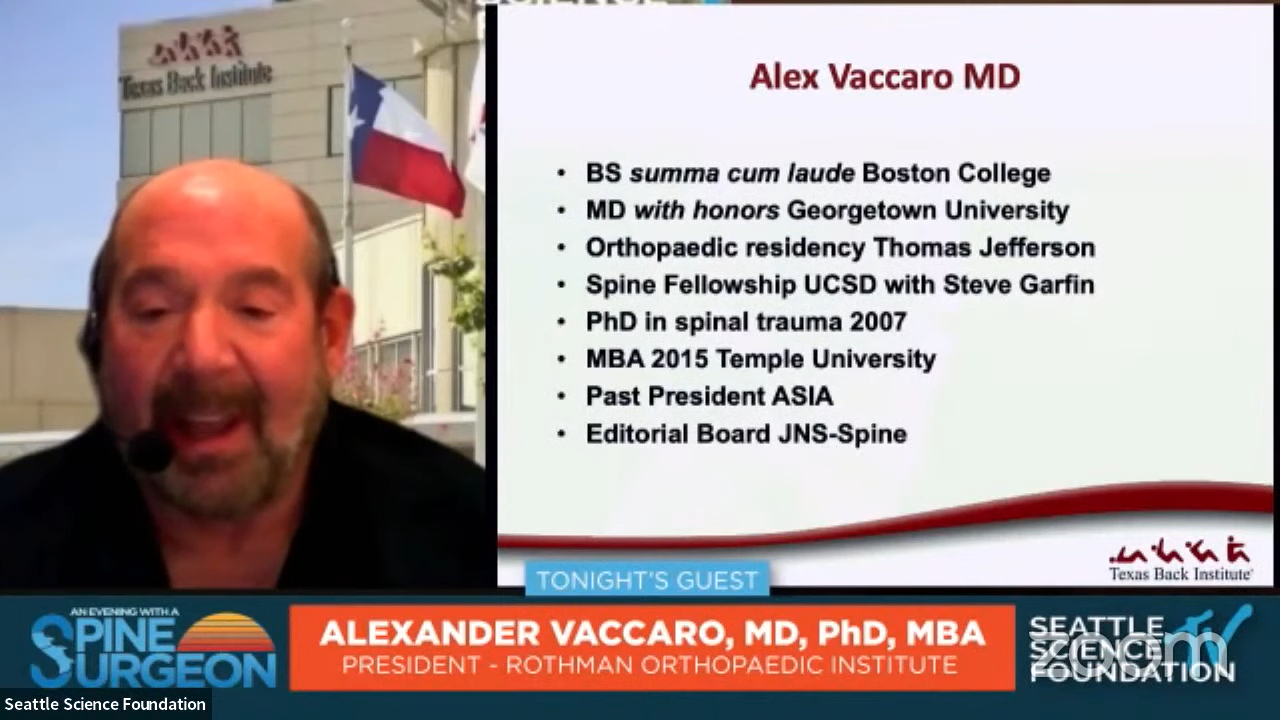 Texas Back Institute
Alex Vaccaro MD
• BS summa cum laude Boston College
• MD with honors Georgetown University
• Orthopaedic residency Thomas Jefferson
• Spine Fellowship UCSD with Steve Garfin
• PhD in spinal trauma 2007
• MBA 2015 Temple University
• Past President ASIA
• Editorial Board JNS-Spine
Texas Back Institute
TONIGHT'S GUEST
AN EVENING WITH A
SPINE
SURGEON
ALEXANDER VACCARO, MD, PhD, MBA
PRESIDENT - ROTHMAN ORTHOPAEDIC INSTITUTE
SEATTLE
SCIENCE
FOUNDATION
TV
zoom
Seattle Science Foundation